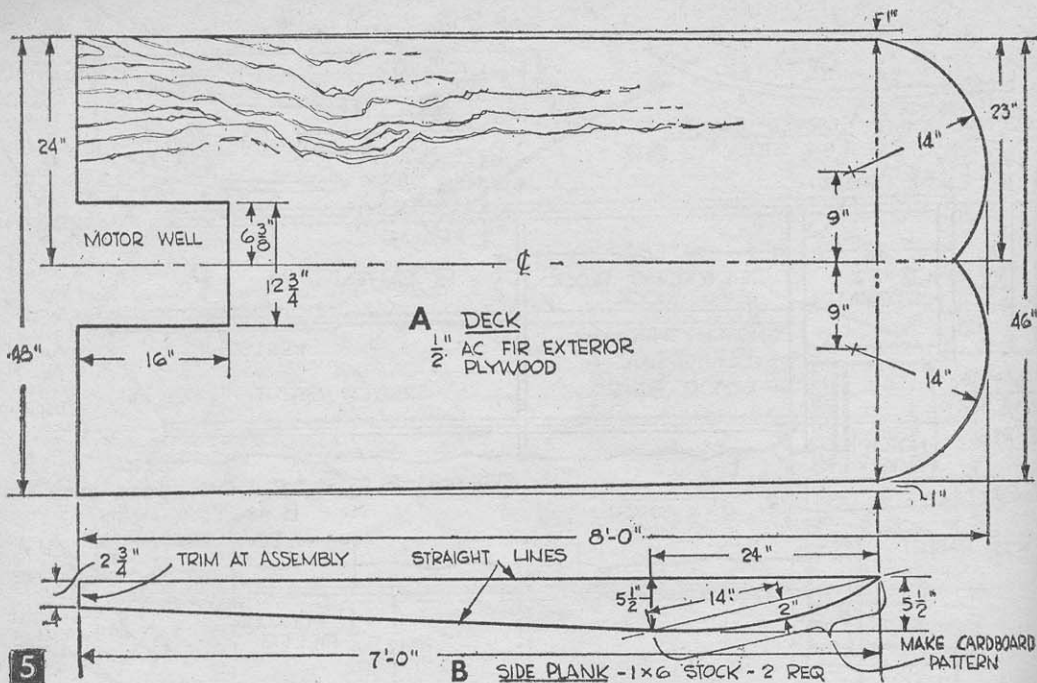 1"
24"
23"
14"
9"
6 3/8"
MOTOR WELL
12 3/4
℄
48"
16"
A DECK
1/2" AC FIR EXTERIOR
PLYWOOD
9"
46"
14"
1"
8'-0"
2 3/4"
TRIM AT ASSEMBLY
STRAIGHT LINES
24"
5 1/2"
14"
2"
5 1/2"
MAKE CARDBOARD
PATTERN
7'-0"
5
B SIDE PLANK - 1×6 STOCK - 2 REQ